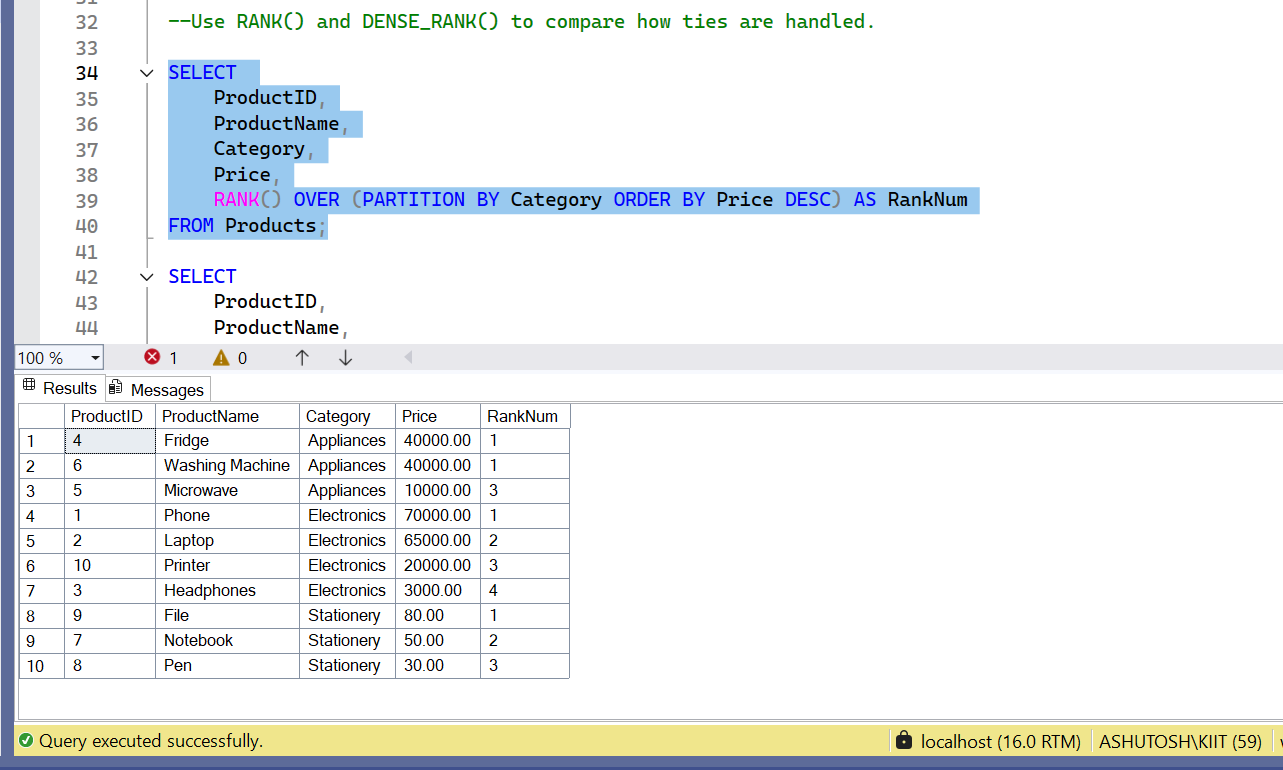 31
32 --Use RANK() and DENSE_RANK() to compare how ties are handled.
33
34 SELECT
35 ProductID,
36 ProductName,
37 Category,
38 Price,
39 RANK() OVER (PARTITION BY Category ORDER BY Price DESC) AS RankNum
40 FROM Products;
41
42 SELECT
43 ProductID,
44 ProductName,
100 % 1 0
Results Messages
ProductID ProductName Category Price RankNum
1 4 Fridge Appliances 40000.00 1
2 6 Washing Machine Appliances 40000.00 1
3 5 Microwave Appliances 10000.00 3
4 1 Phone Electronics 70000.00 1
5 2 Laptop Electronics 65000.00 2
6 10 Printer Electronics 20000.00 3
7 3 Headphones Electronics 3000.00 4
8 9 File Stationery 80.00 1
9 7 Notebook Stationery 50.00 2
10 8 Pen Stationery 30.00 3
Query executed successfully. localhost (16.0 RTM) ASHUTOSH\KIIT (59)